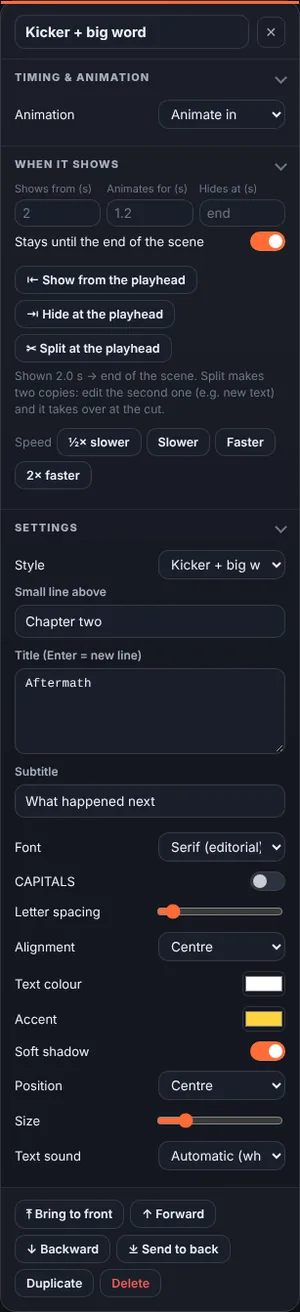 Kicker + big word
✕
TIMING & ANIMATION
Animation Animate in
WHEN IT SHOWS
Shows from (s) Animates for (s) Hides at (s)
2 1.2 end
Stays until the end of the scene
⇤ Show from the playhead
⇥ Hide at the playhead
✂ Split at the playhead
Shown 2.0 s → end of the scene. Split makes
two copies: edit the second one (e.g. new text)
and it takes over at the cut.
Speed ½× slower Slower Faster
2× faster
SETTINGS
Style Kicker + big w
Small line above
Chapter two
Title (Enter = new line)
Aftermath
Subtitle
What happened next
Font Serif (editorial)
CAPITALS
Letter spacing
Alignment Centre
Text colour
Accent
Soft shadow
Position Centre
Size
Text sound Automatic (wh
⤒ Bring to front ↑ Forward
↓ Backward ⤓ Send to back
Duplicate Delete